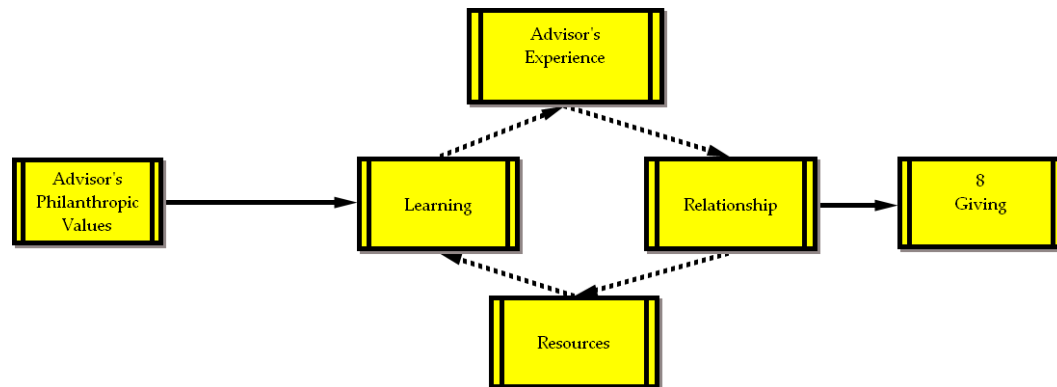 Advisor's
Experience
Advisor's
Philanthropic
Values
Learning
Relationship
8
Giving
Resources